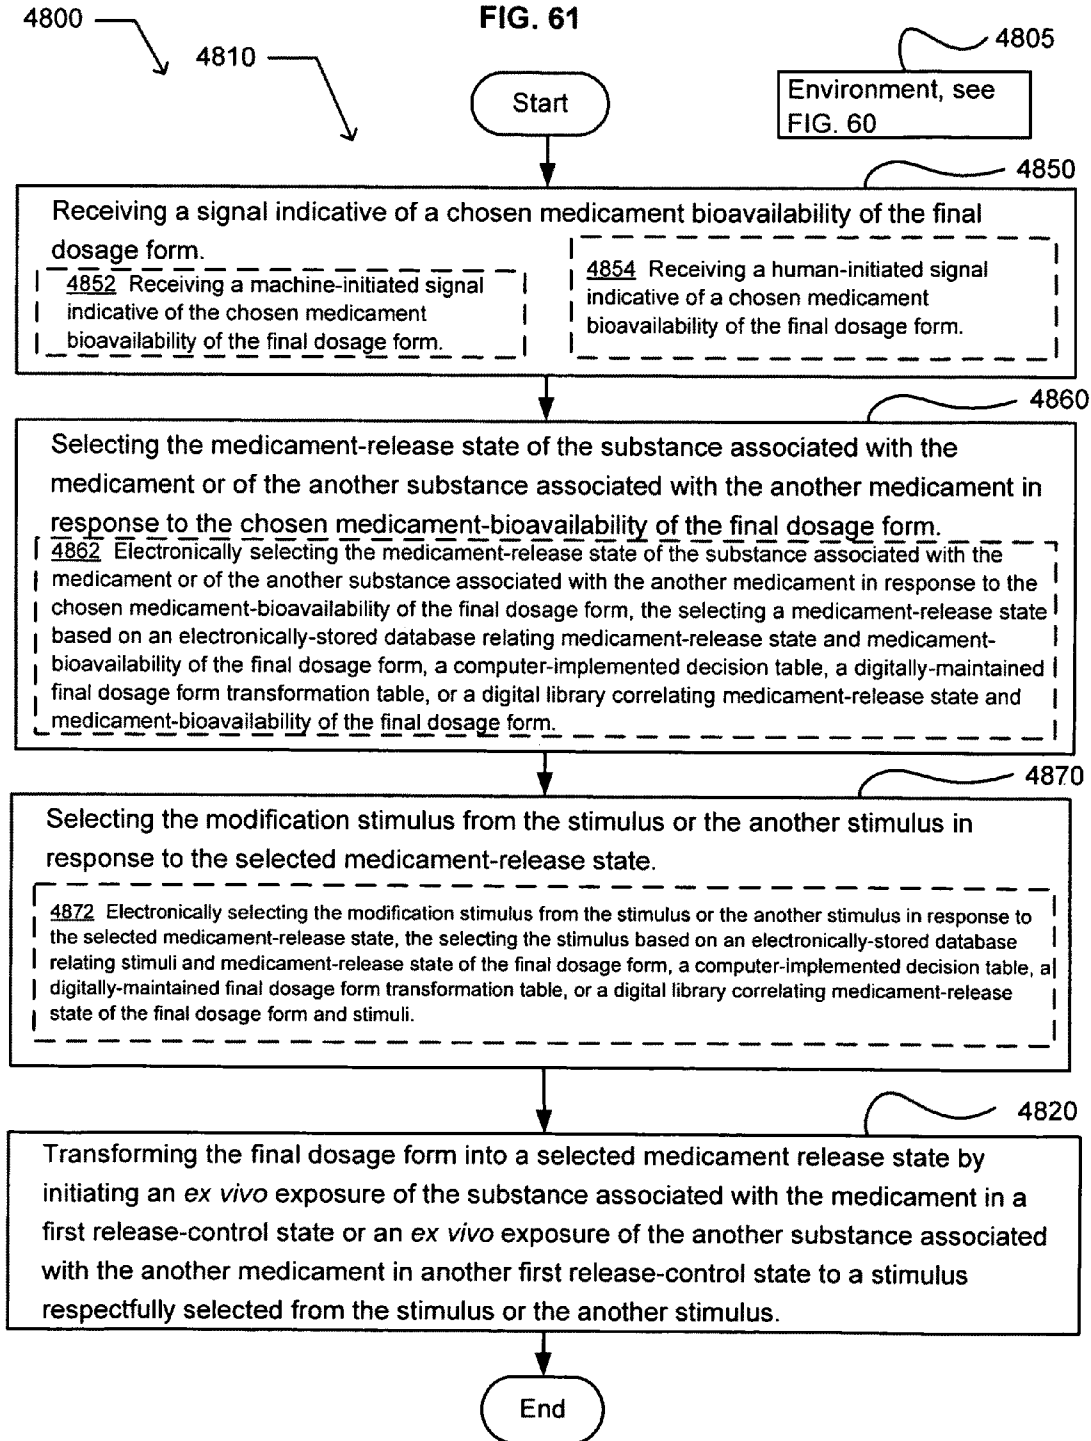 FIG. 61
4800
4810
4805
Start
Environment, see
FIG. 60
4850
Receiving a signal indicative of a chosen medicament bioavailability of the final
dosage form.
4852 Receiving a machine-initiated signal
indicative of the chosen medicament
bioavailability of the final dosage form.
4854 Receiving a human-initiated signal
indicative of a chosen medicament
bioavailability of the final dosage form.
4860
Selecting the medicament-release state of the substance associated with the
medicament or of the another substance associated with the another medicament in
response to the chosen medicament-bioavailability of the final dosage form.
4862 Electronically selecting the medicament-release state of the substance associated with the
medicament or of the another substance associated with the another medicament in response to the
chosen medicament-bioavailability of the final dosage form, the selecting a medicament-release state
based on an electronically-stored database relating medicament-release state and medicament-
bioavailability of the final dosage form, a computer-implemented decision table, a digitally-maintained
final dosage form transformation table, or a digital library correlating medicament-release state and
medicament-bioavailability of the final dosage form.
4870
Selecting the modification stimulus from the stimulus or the another stimulus in
response to the selected medicament-release state.
4872 Electronically selecting the modification stimulus from the stimulus or the another stimulus in response to
the selected medicament-release state, the selecting the stimulus based on an electronically-stored database
relating stimuli and medicament-release state of the final dosage form, a computer-implemented decision table, a
digitally-maintained final dosage form transformation table, or a digital library correlating medicament-release
state of the final dosage form and stimuli.
4820
Transforming the final dosage form into a selected medicament release state by
initiating an ex vivo exposure of the substance associated with the medicament in a
first release-control state or an ex vivo exposure of the another substance associated
with the another medicament in another first release-control state to a stimulus
respectfully selected from the stimulus or the another stimulus.
End